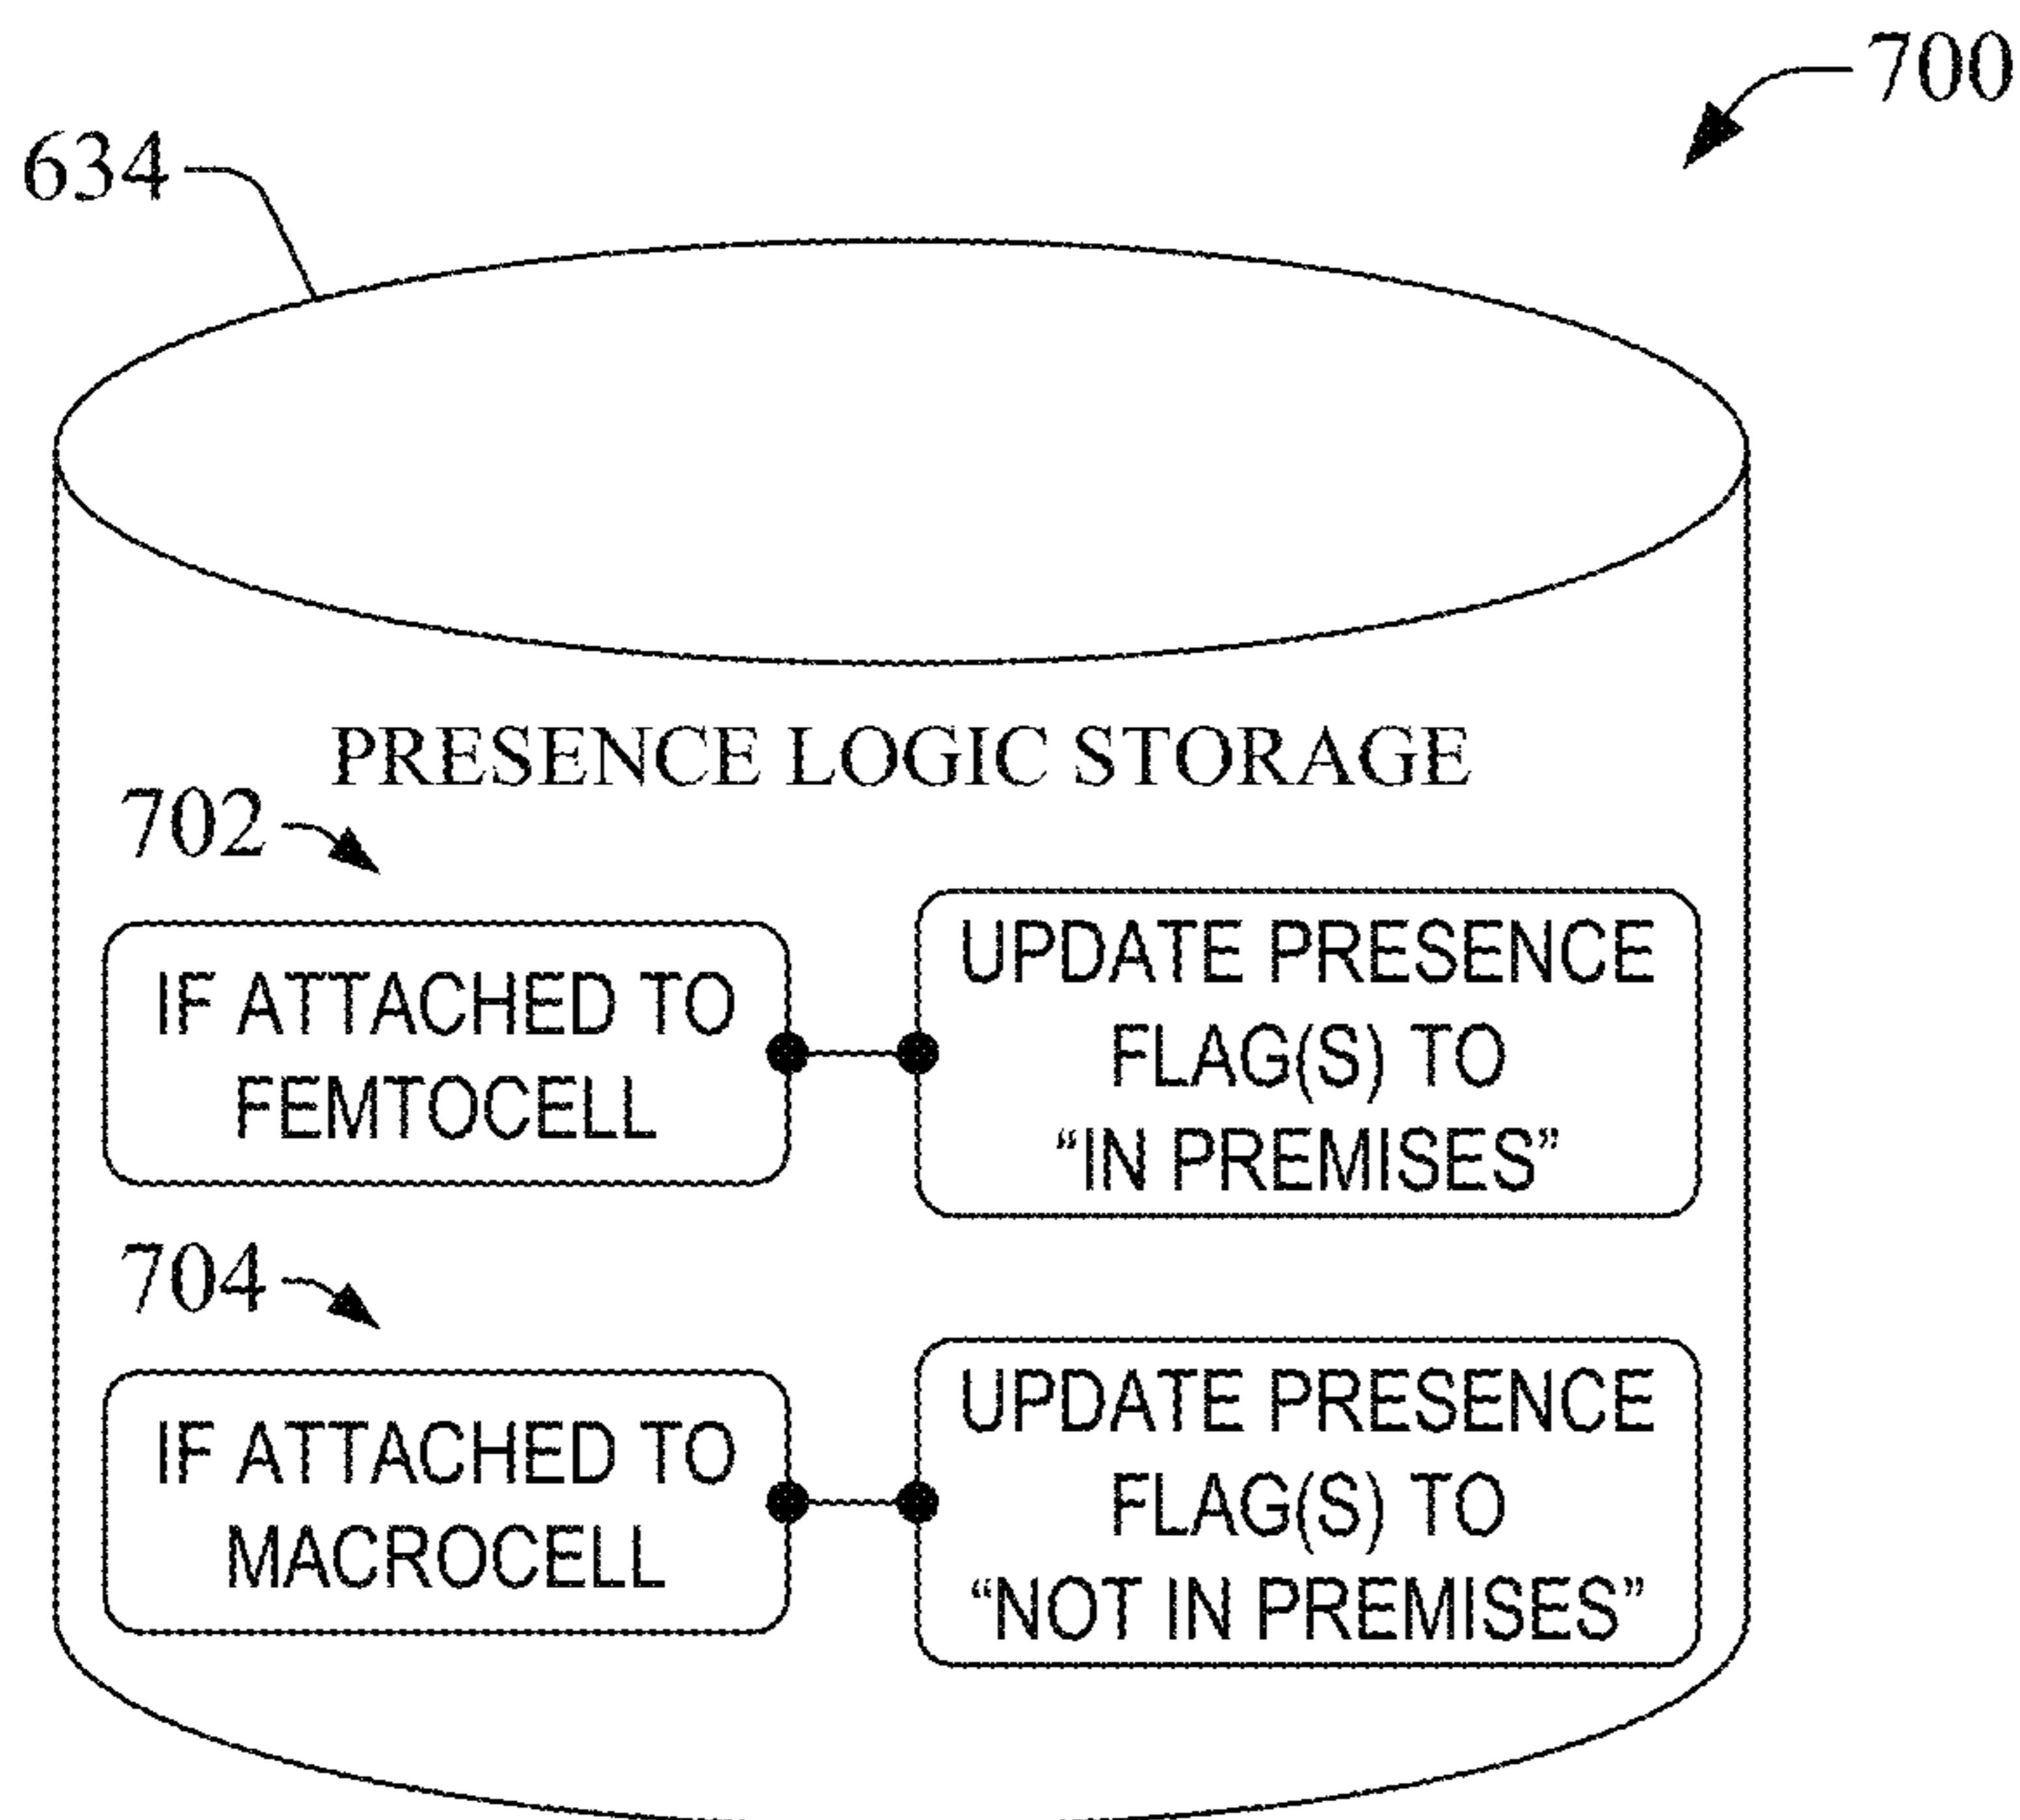 700
634
PRESENCE LOGIC STORAGE
702
IF ATTACHED TO
FEMTOCELL
UPDATE PRESENCE
FLAG(S) TO
“IN PREMISES”
704
IF ATTACHED TO
MACROCELL
UPDATE PRESENCE
FLAG(S) TO
“NOT IN PREMISES”